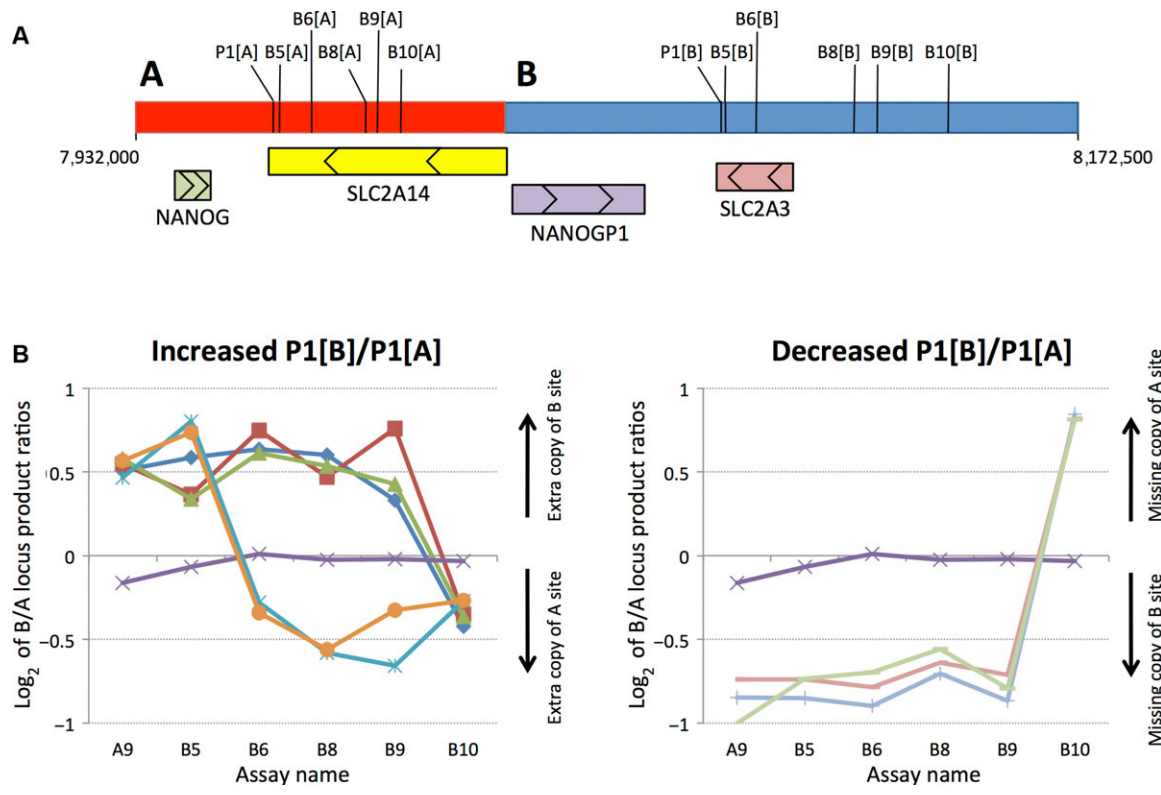 A
B6[A] B9[A] B6[B]
P1[A] B5[A] B8[A] B10[A] P1[B] B5[B] B8[B] B9[B] B10[B]
A B
7,932,000 8,172,500
NANOG SLC2A14 NANOGP1 SLC2A3
B
Increased P1[B]/P1[A]
Log2 of B/A locus product ratios
1
0.5
0
−0.5
−1
A9 B5 B6 B8 B9 B10
Assay name
Extra copy of B site
Extra copy of A site
Decreased P1[B]/P1[A]
Log2 of B/A locus product ratios
1
0.5
0
−0.5
−1
A9 B5 B6 B8 B9 B10
Assay name
Missing copy of A site
Missing copy of B site